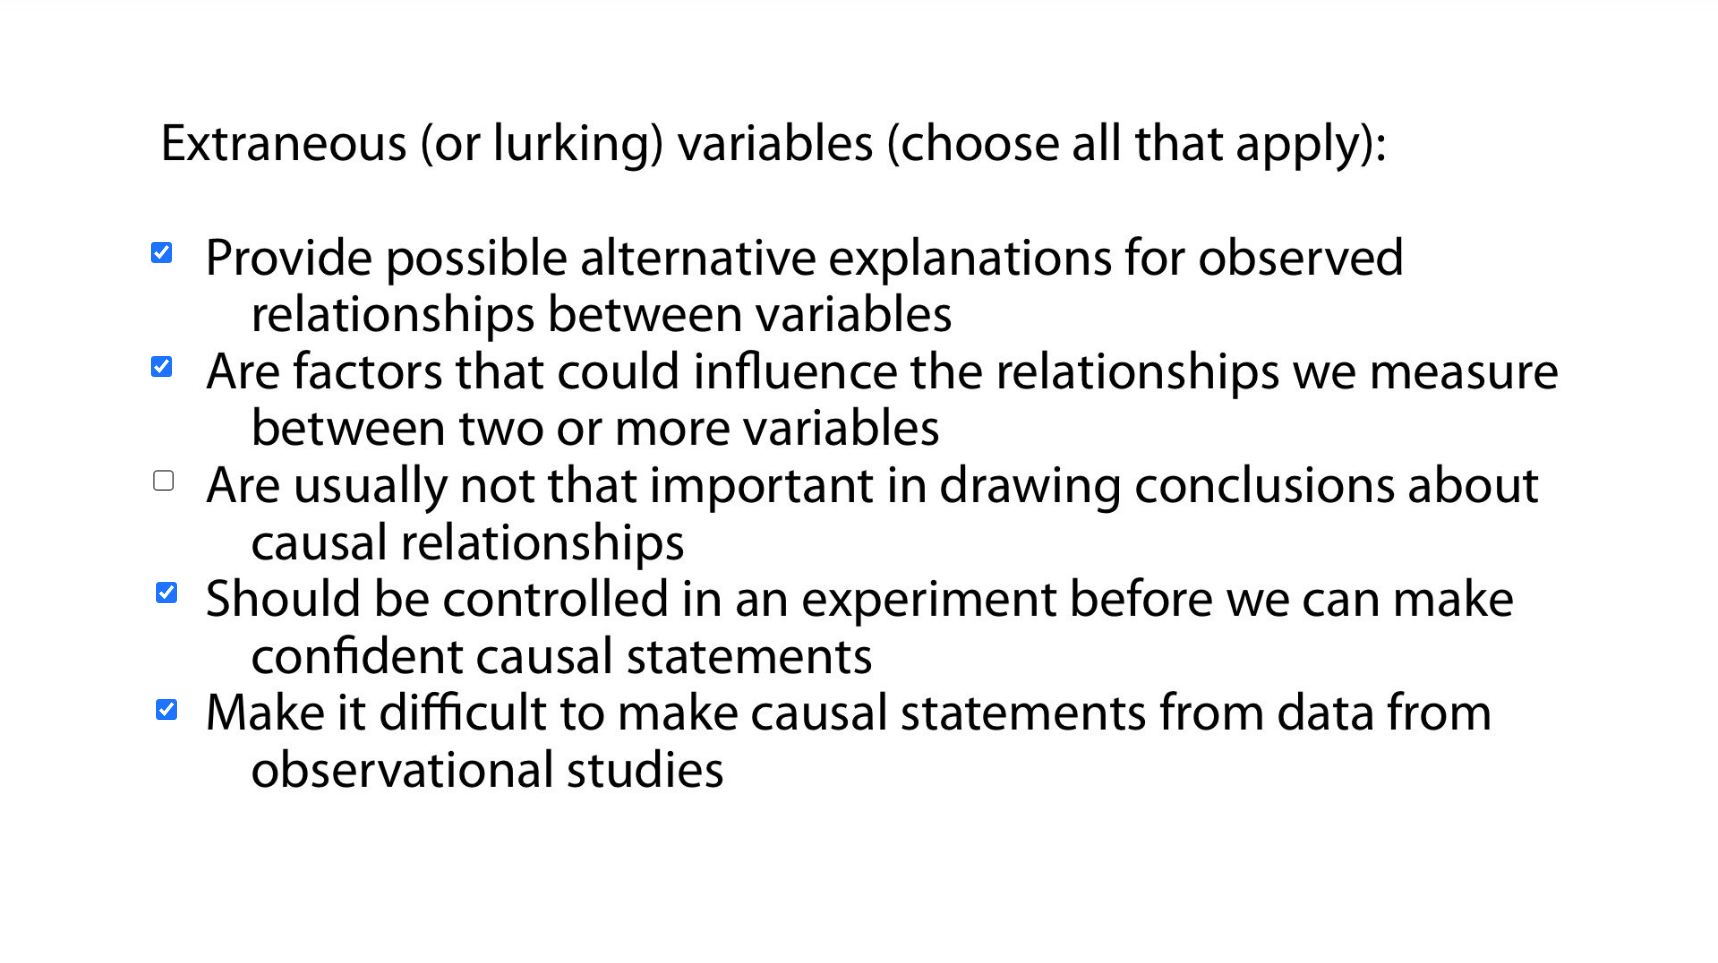 Extraneous (or lurking) variables (choose all that apply):
Provide possible alternative explanations for observed
relationships between variables
Are factors that could influence the relationships we measure
between two or more variables
Are usually not that important in drawing conclusions about
causal relationships
Should be controlled in an experiment before we can make
confident causal statements
Make it difficult to make causal statements from data from
observational studies